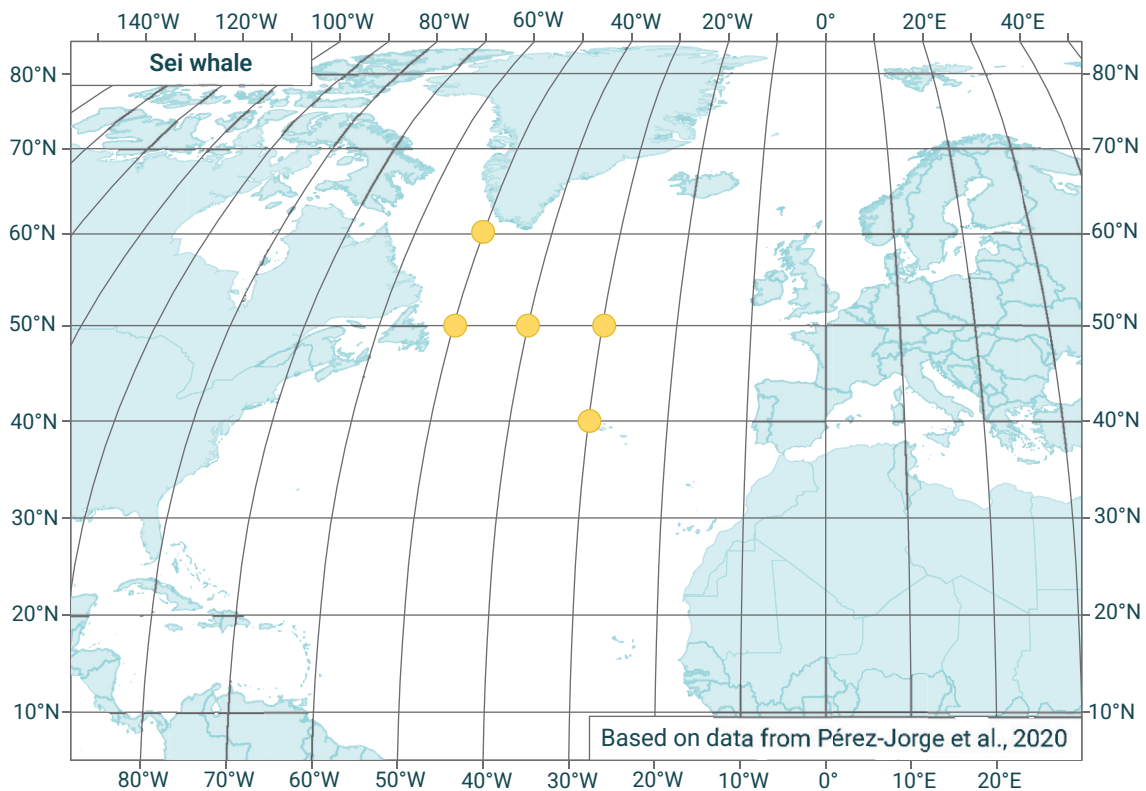 140°W 120°W 100°W 80°W 60°W 40°W 20°W 0° 20°E 40°E
Sei whale
80°N 80°N
70°N 70°N
60°N 60°N
50°N 50°N
40°N 40°N
30°N 30°N
20°N 20°N
10°N 10°N
Based on data from Pérez-Jorge et al., 2020
80°W 70°W 60°W 50°W 40°W 30°W 20°W 10°W 0° 10°E 20°E